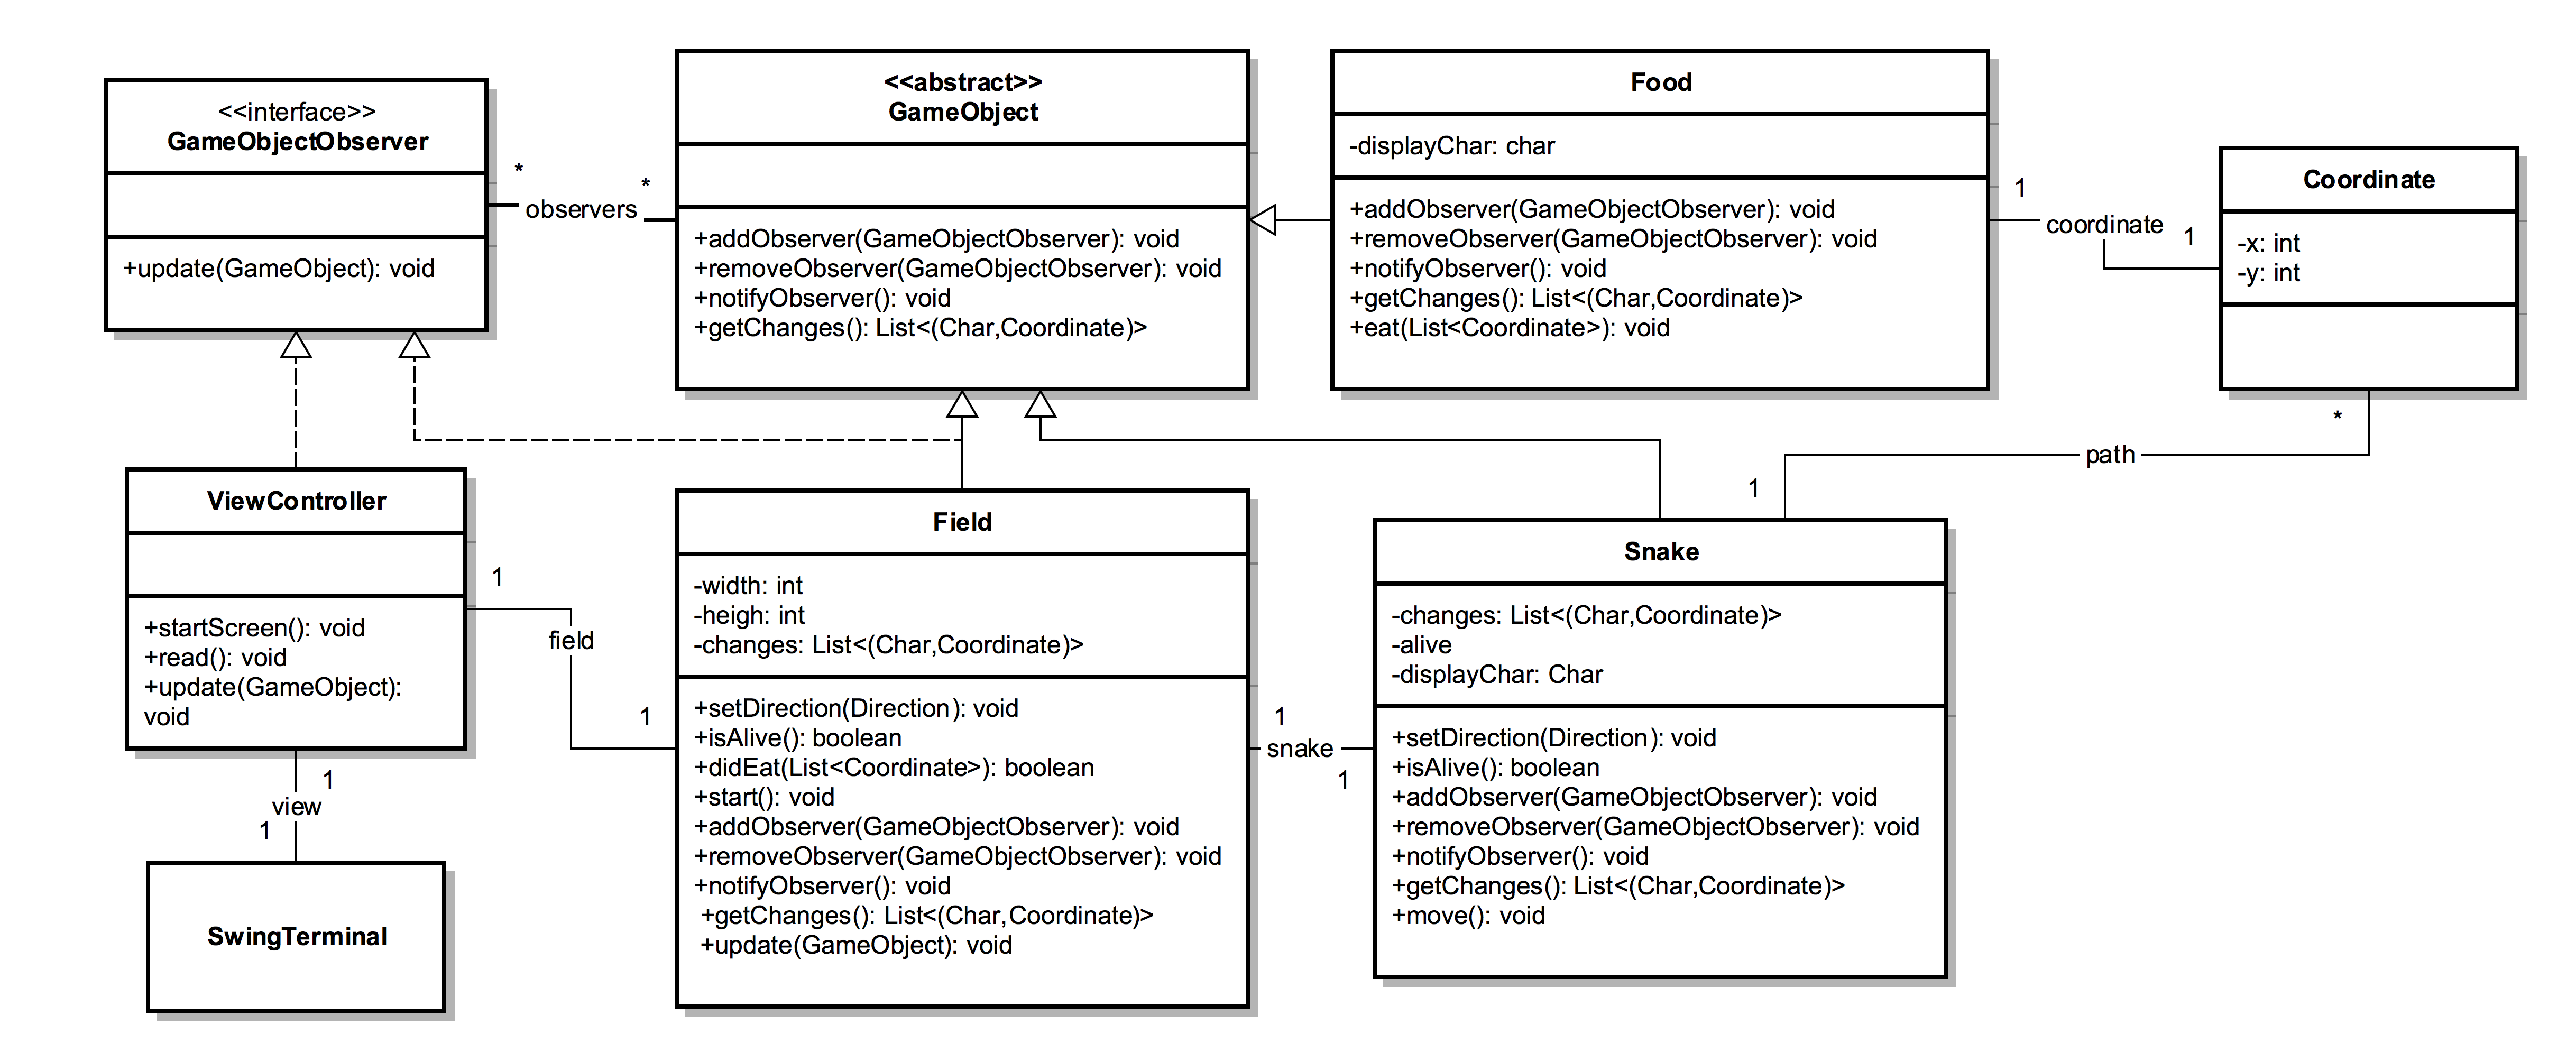 <<interface>>
GameObjectObserver
+update(GameObject): void
*
observers
*
<<abstract>>
GameObject
+addObserver(GameObjectObserver): void
+removeObserver(GameObjectObserver): void
+notifyObserver(): void
+getChanges(): List<(Char,Coordinate)>
Food
-displayChar: char
+addObserver(GameObjectObserver): void
+removeObserver(GameObjectObserver): void
+notifyObserver(): void
+getChanges(): List<(Char,Coordinate)>
+eat(List<Coordinate>): void
1
coordinate
1
Coordinate
-x: int
-y: int
*
path
1
ViewController
+startScreen(): void
+read(): void
+update(GameObject):
void
1
field
1
1
view
1
SwingTerminal
Field
-width: int
-heigh: int
-changes: List<(Char,Coordinate)>
+setDirection(Direction): void
+isAlive(): boolean
+didEat(List<Coordinate>): boolean
+start(): void
+addObserver(GameObjectObserver): void
+removeObserver(GameObjectObserver): void
+notifyObserver(): void
+getChanges(): List<(Char,Coordinate)>
+update(GameObject): void
1
snake
1
Snake
-changes: List<(Char,Coordinate)>
-alive
-displayChar: Char
+setDirection(Direction): void
+isAlive(): boolean
+addObserver(GameObjectObserver): void
+removeObserver(GameObjectObserver): void
+notifyObserver(): void
+getChanges(): List<(Char,Coordinate)>
+move(): void